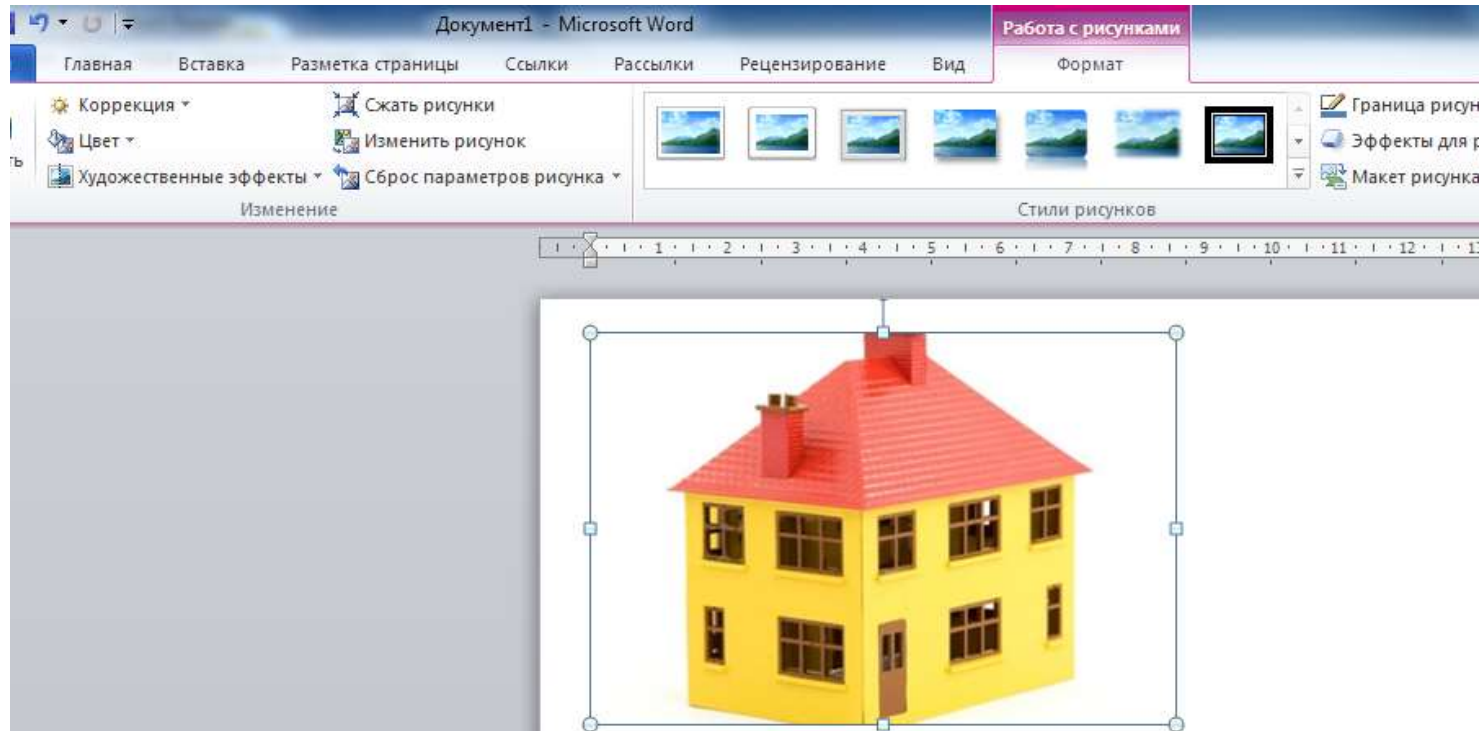 Документ1 - Microsoft Word
Работа с рисунками
Главная Вставка Разметка страницы Ссылки Рассылки Рецензирование Вид Формат
Коррекция Сжать рисунки Граница рисун
Цвет Изменить рисунок Эффекты для р
ть Художественные эффекты Сброс параметров рисунка Макет рисунка
Изменение Стили рисунков
1 2 3 4 5 6 7 8 9 10 11 12